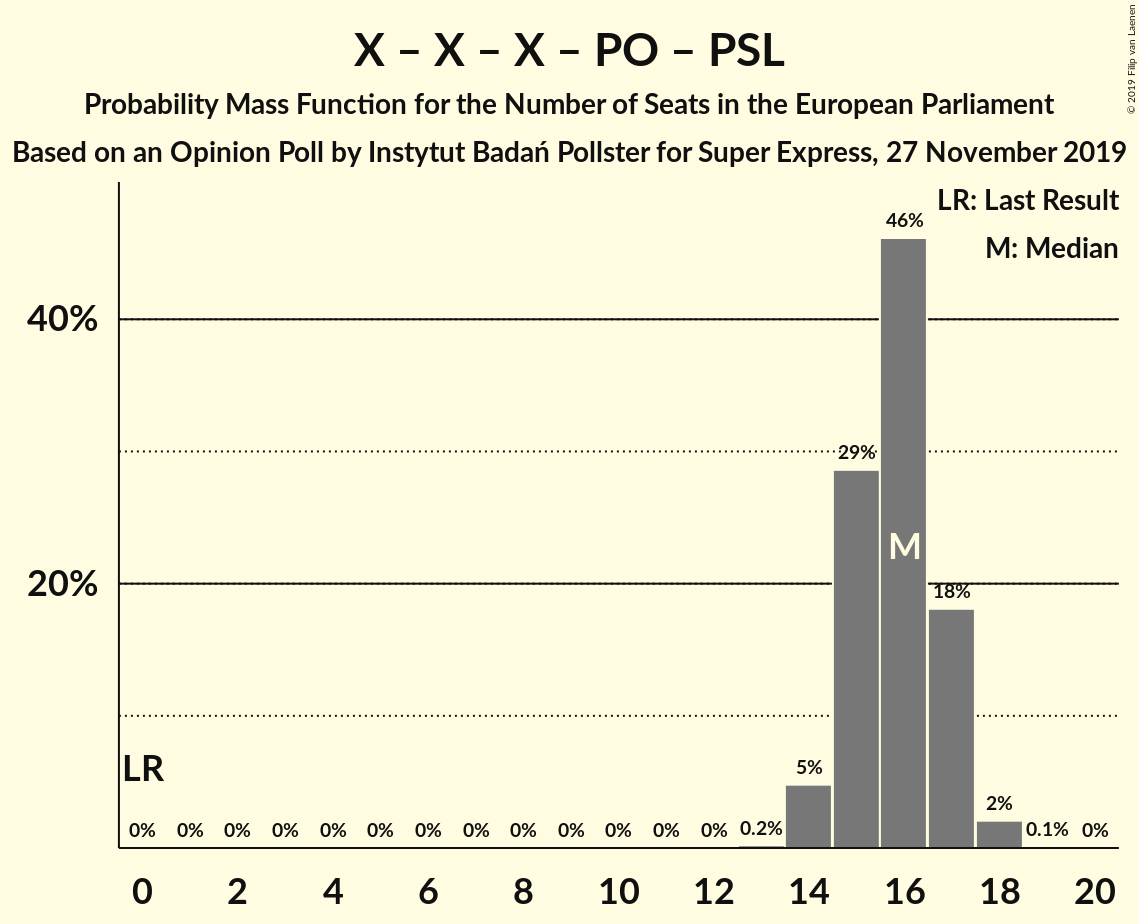 X – X – X – PO – PSL
Probability Mass Function for the Number of Seats in the European Parliament
Based on an Opinion Poll by Instytut Badań Pollster for Super Express, 27 November 2019
© 2019 Filip van Laenen
LR: Last Result
M: Median
46%
40%
29%
M
20%
18%
LR
5%
2%
0% 0% 0% 0% 0% 0% 0% 0% 0% 0% 0% 0% 0% 0.2% 0.1% 0%
0 2 4 6 8 10 12 14 16 18 20